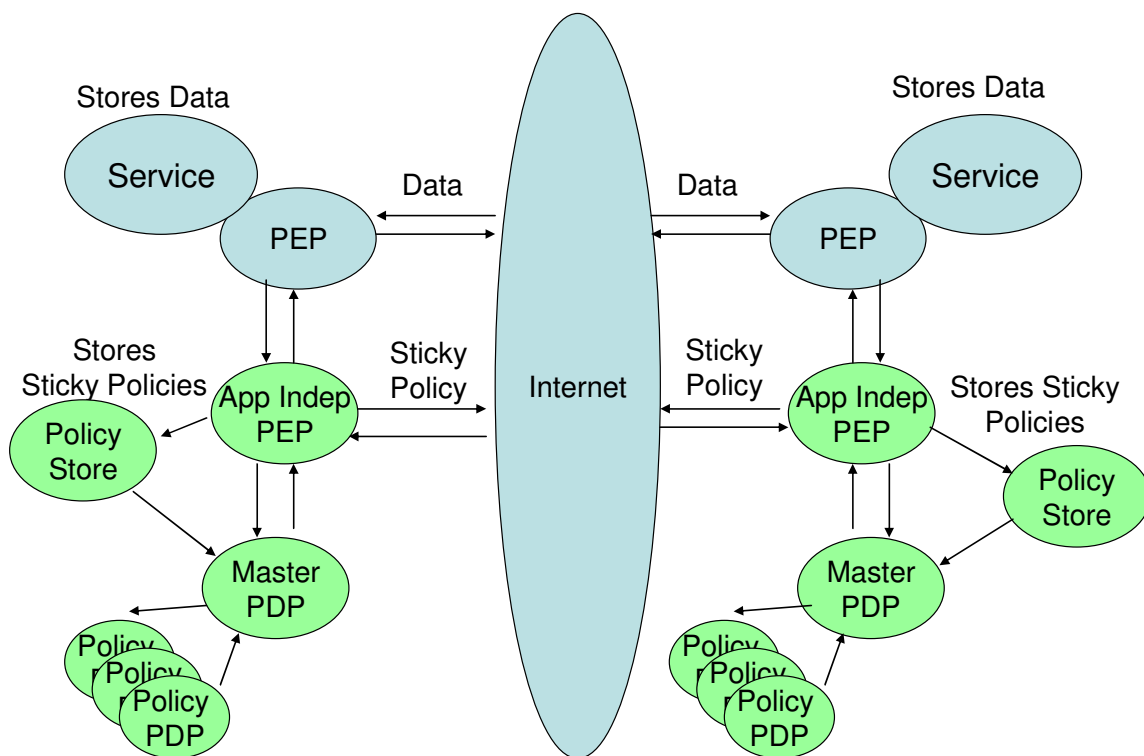 Stores Data
Service
PEP
Data
Stores
Sticky Policies
App Indep
PEP
Sticky
Policy
Policy
Store
Master
PDP
Policy
Policy
Policy
PDP
Internet
Stores Data
Service
Data
PEP
Sticky
Policy
App Indep
PEP
Stores Sticky
Policies
Policy
Store
Master
PDP
Policy
Policy
Policy
PDP